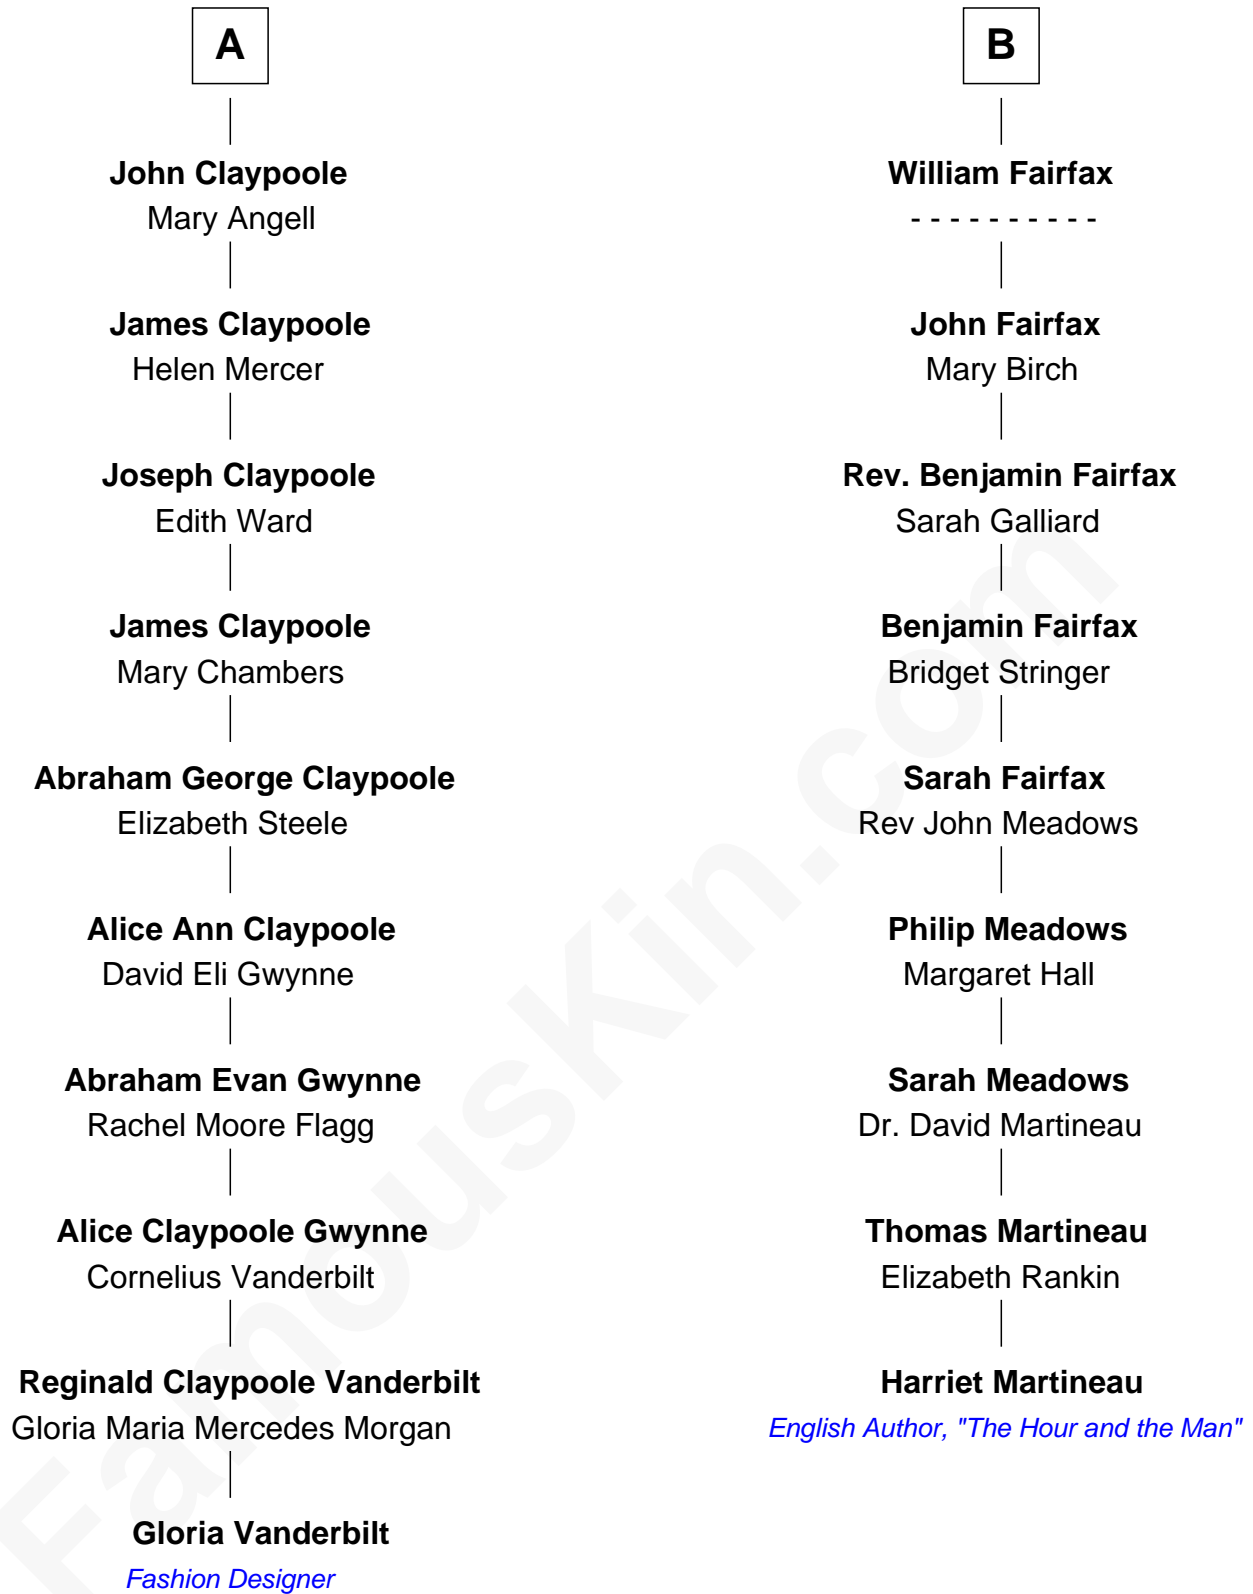 A
John Claypoole
Mary Angell
James Claypoole
Helen Mercer
Joseph Claypoole
Edith Ward
James Claypoole
Mary Chambers
Abraham George Claypoole
Elizabeth Steele
Alice Ann Claypoole
David Eli Gwynne
Abraham Evan Gwynne
Rachel Moore Flagg
Alice Claypoole Gwynne
Cornelius Vanderbilt
Reginald Claypoole Vanderbilt
Gloria Maria Mercedes Morgan
Gloria Vanderbilt
Fashion Designer
B
William Fairfax
- - - - - - - - - -
John Fairfax
Mary Birch
Rev. Benjamin Fairfax
Sarah Galliard
Benjamin Fairfax
Bridget Stringer
Sarah Fairfax
Rev John Meadows
Philip Meadows
Margaret Hall
Sarah Meadows
Dr. David Martineau
Thomas Martineau
Elizabeth Rankin
Harriet Martineau
English Author, "The Hour and the Man"
FamousKin.com